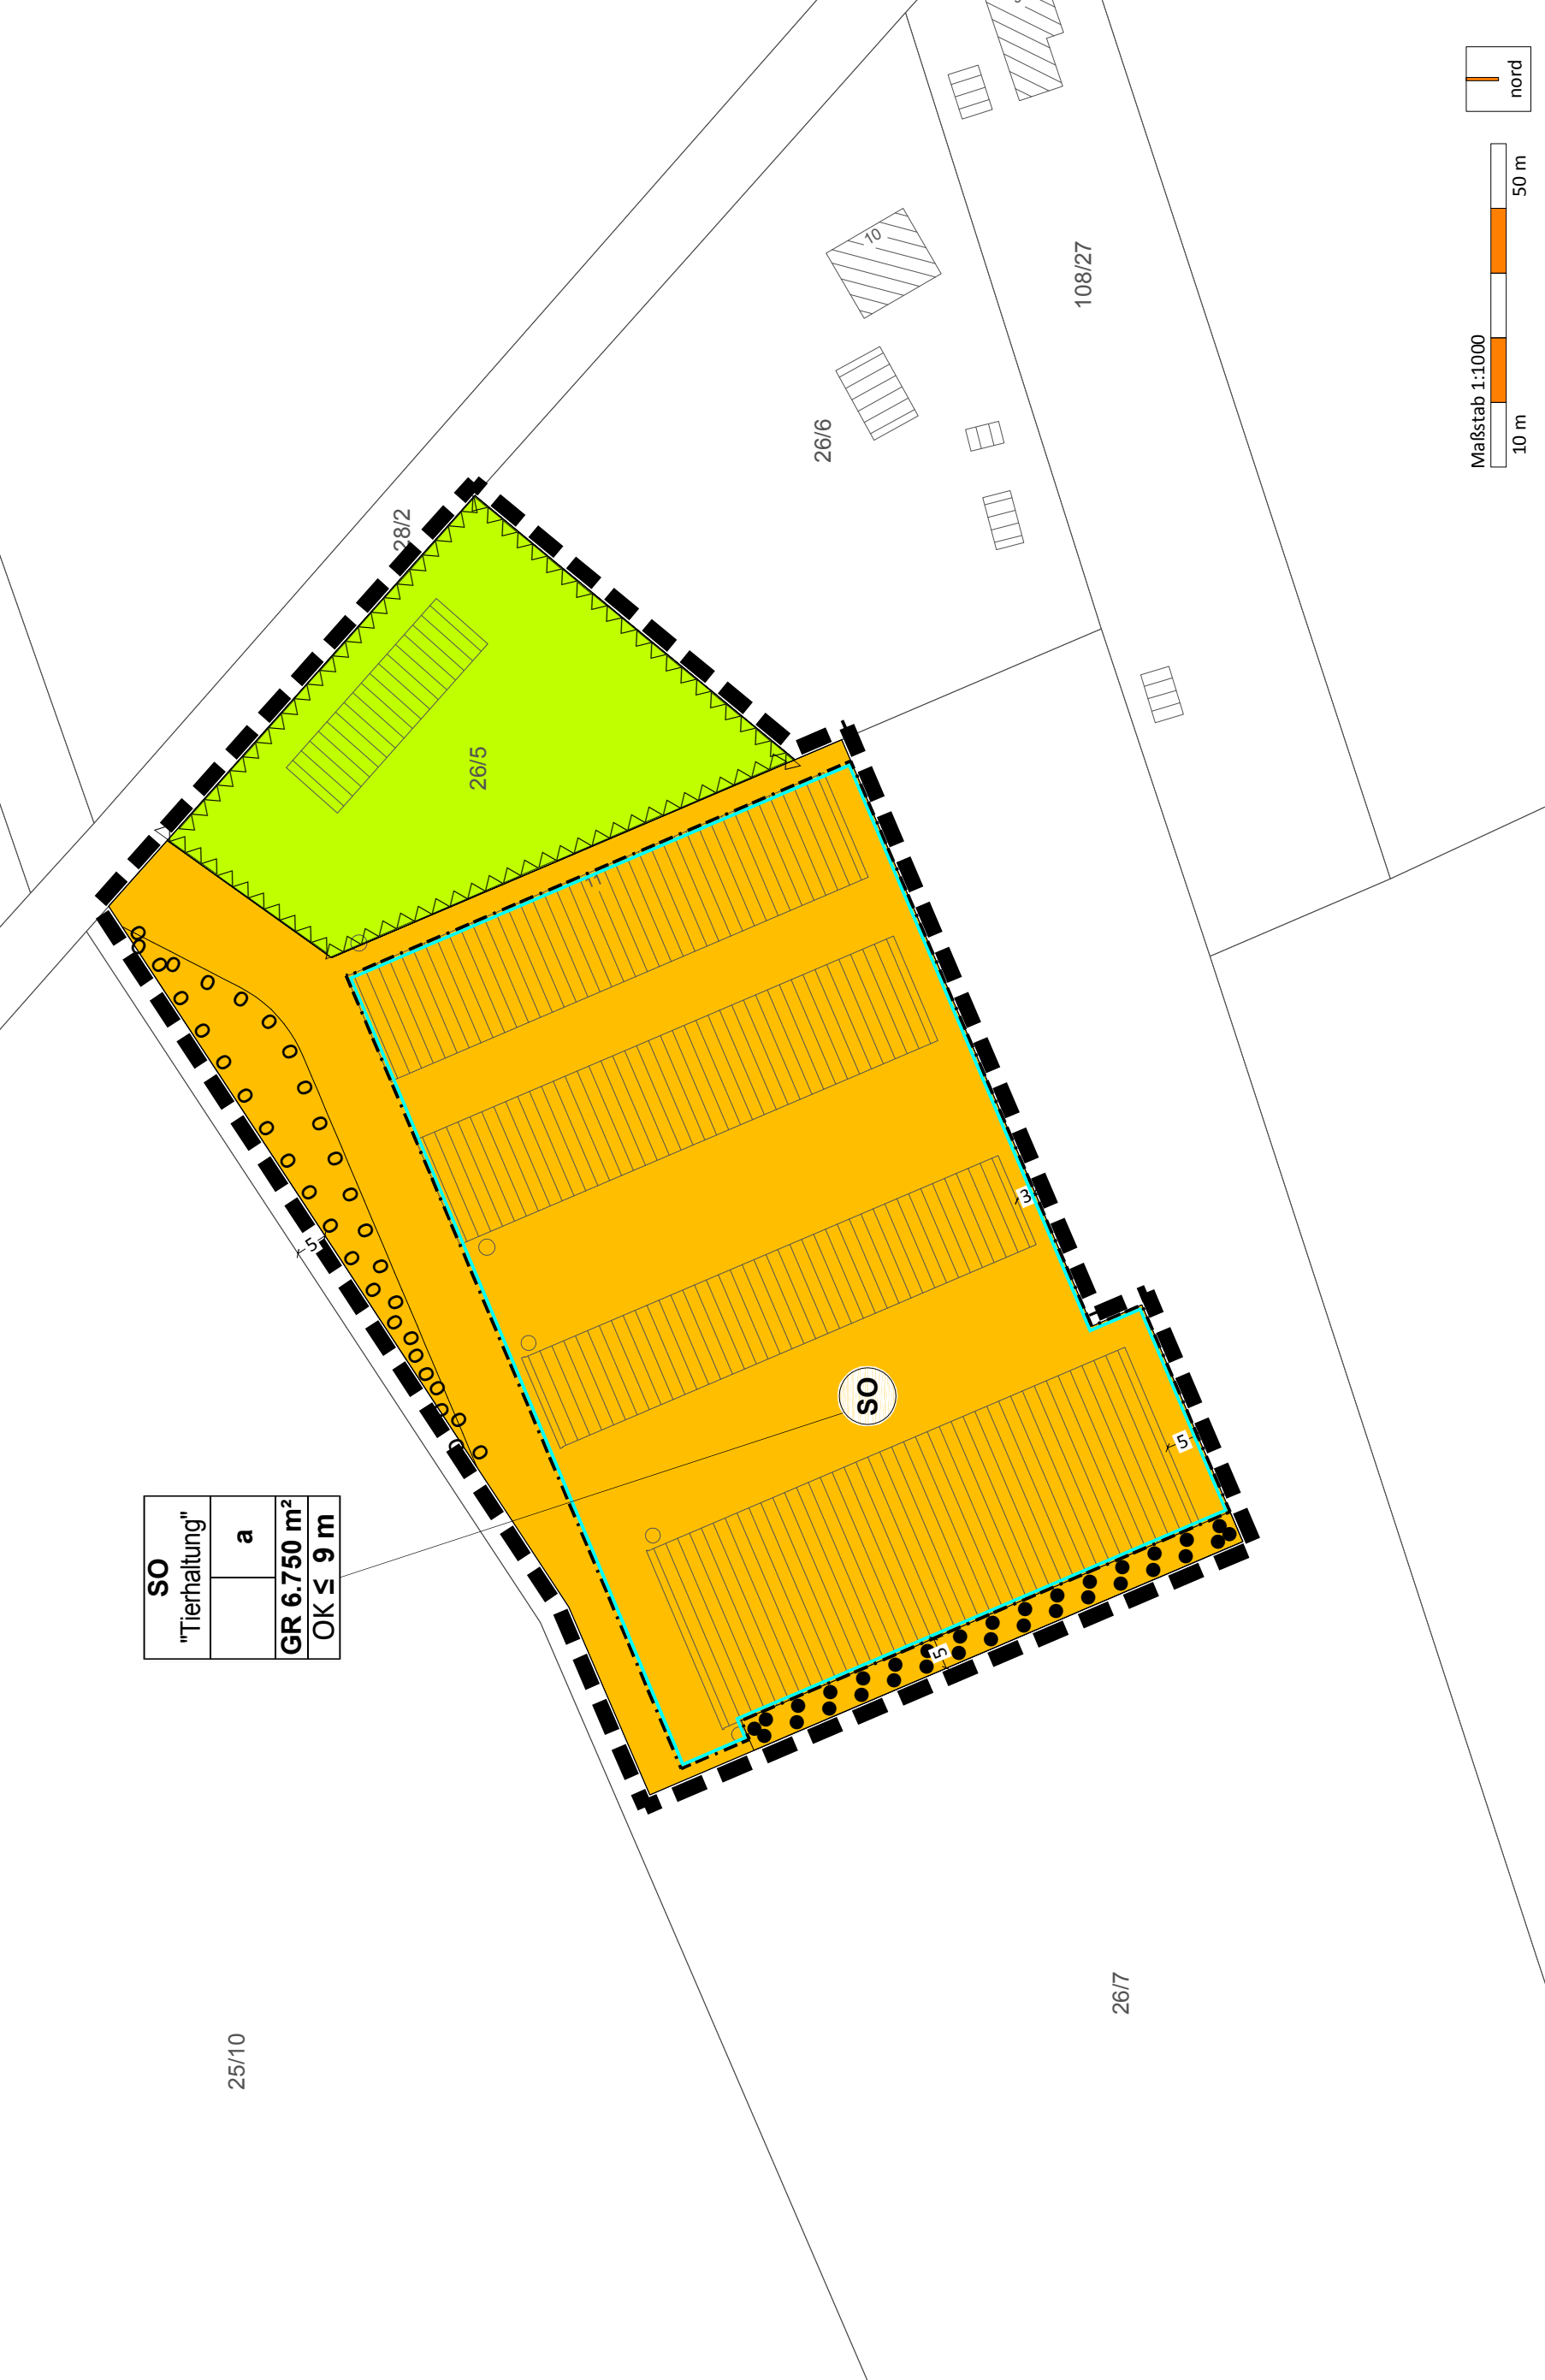 SO
"Tierhaltung"
a
GR 6.750 m²
OK ≤ 9 m
SO
28/2
26/5
26/6
10
108/27
25/10
26/7
5
3
5
5
Maßstab 1:1000
10 m
50 m
nord